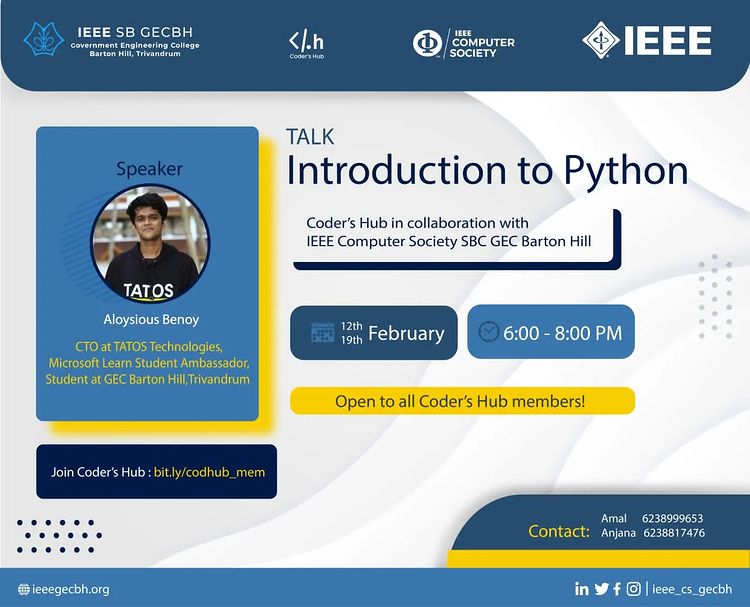 IEEE SB GECBH
Government Engineering College
Barton Hill, Trivandrum
</.h
Coder's Hub
IEEE
COMPUTER
SOCIETY
IEEE
TALK
Introduction to Python
Coder's Hub in collaboration with
IEEE Computer Society SBC GEC Barton Hill
Speaker
TATOS
Aloysious Benoy
CTO at TATOS Technologies,
Microsoft Learn Student Ambassador,
Student at GEC Barton Hill,Trivandrum
12th
19th
February
6:00 - 8:00 PM
Open to all Coder's Hub members!
Join Coder's Hub : bit.ly/codhub_mem
Contact:
Amal 6238999653
Anjana 6238817476
ieeegecbh.org
ieee_cs_gecbh